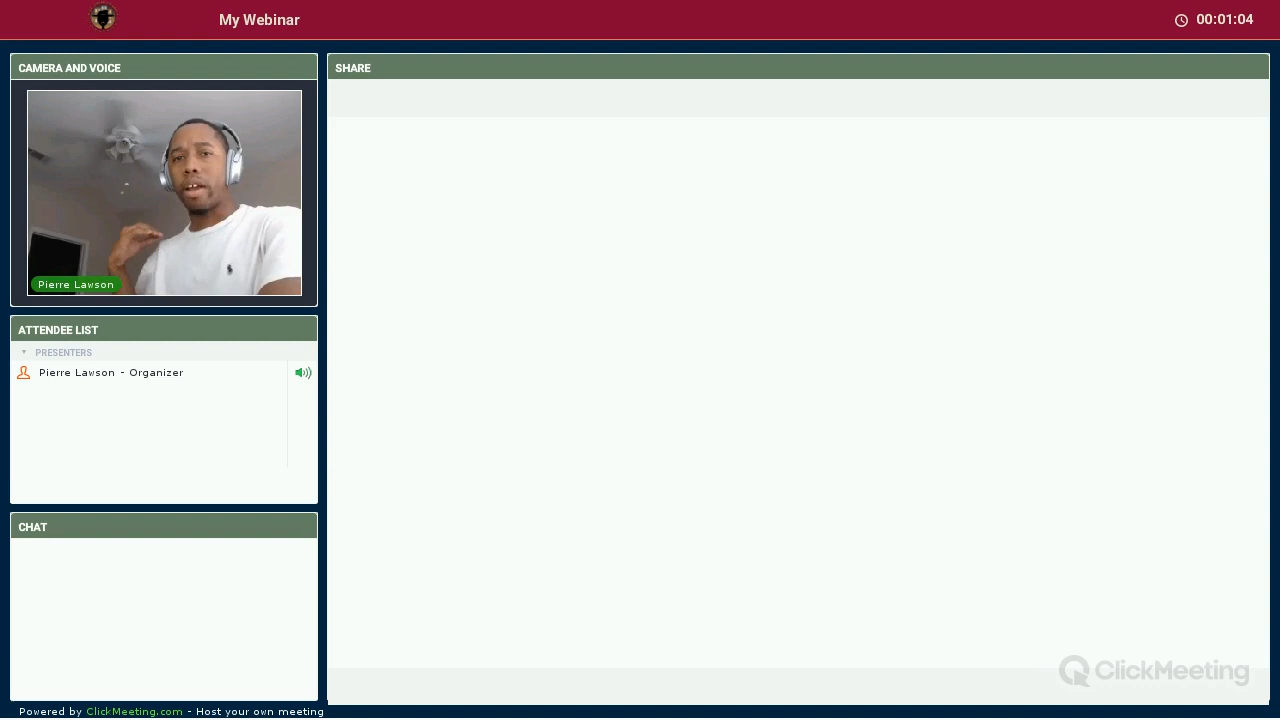 My Webinar
00:01:04
CAMERA AND VOICE
Pierre Lawson
ATTENDEE LIST
PRESENTERS
Pierre Lawson - Organizer
CHAT
SHARE
ClickMeeting
Powered by ClickMeeting.com - Host your own meeting